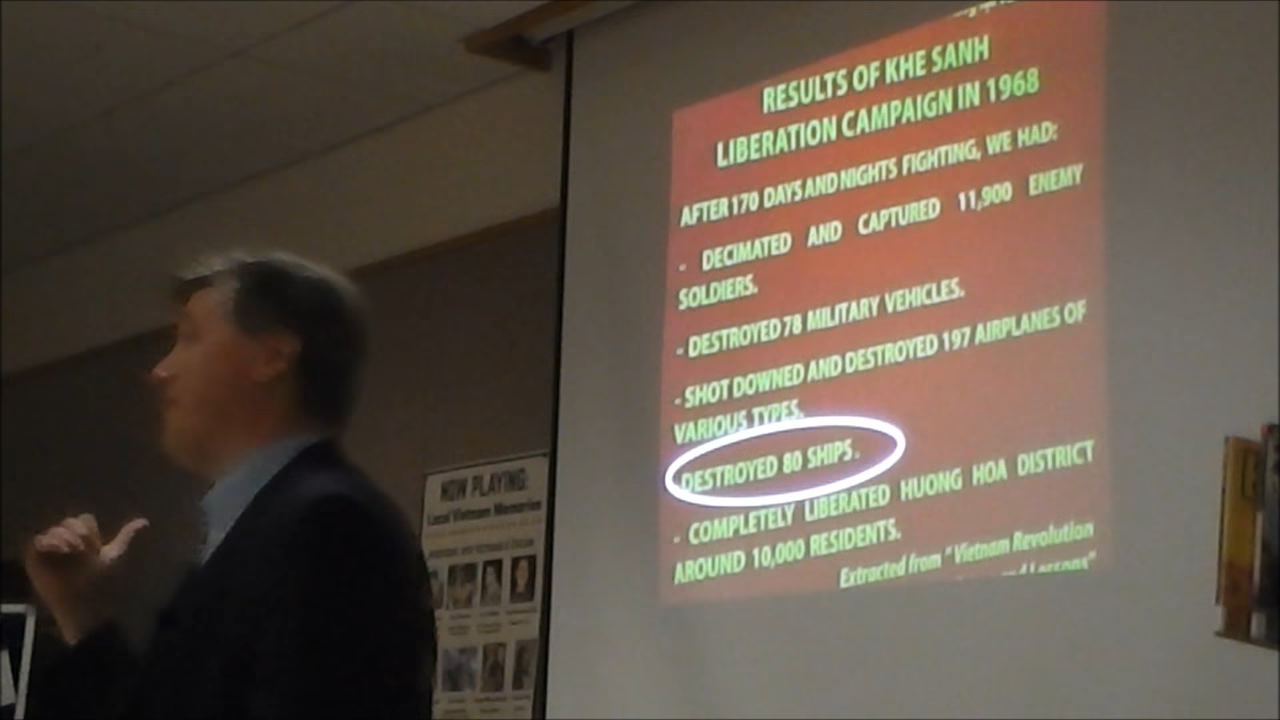 RESULTS OF KHE SANH
LIBERATION CAMPAIGN IN 1968
AFTER 170 DAYS AND NIGHTS FIGHTING, WE HAD:
- DECIMATED AND CAPTURED 11,900 ENEMY
SOLDIERS.
- DESTROYED 78 MILITARY VEHICLES.
- SHOT DOWNED AND DESTROYED 197 AIRPLANES OF
VARIOUS TYPES.
DESTROYED 80 SHIPS.
- COMPLETELY LIBERATED HUONG HOA DISTRICT
AROUND 10,000 RESIDENTS.
Extracted from "Vietnam Revolution
and Lessons"
NOW PLAYING:
Local Vietnam Memories